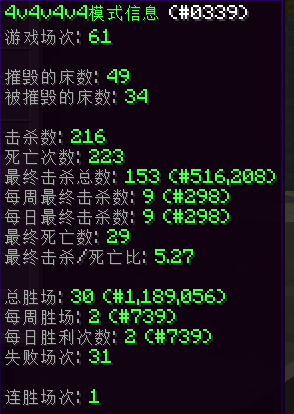 4v4v4v4模式信息 (#0339)
游戏场次: 61
摧毁的床数: 49
被摧毁的床数: 34
击杀数: 216
死亡次数: 223
最终击杀总数: 153 (#516,208)
每周最终击杀数: 9 (#298)
每日最终击杀数: 9 (#298)
最终死亡数: 29
最终击杀/死亡比: 5.27
总胜场: 30 (#1,189,056)
每周胜场: 2 (#739)
每日胜利次数: 2 (#739)
失败场次: 31
连胜场次: 1